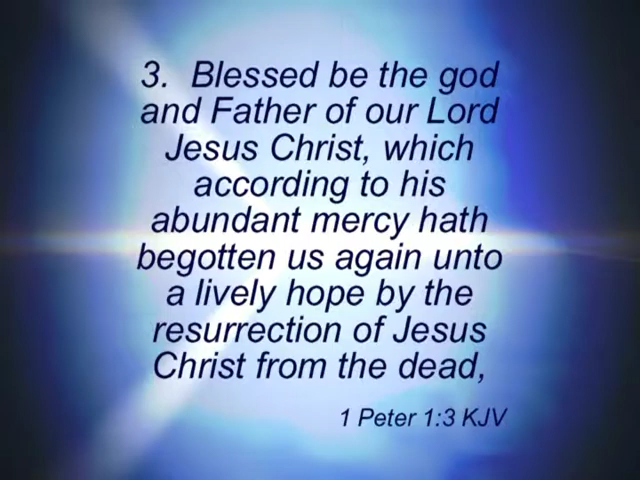 3.  Blessed be the god
and Father of our Lord
Jesus Christ, which
according to his
abundant mercy hath
begotten us again unto
a lively hope by the
resurrection of Jesus
Christ from the dead,
1 Peter 1:3 KJV